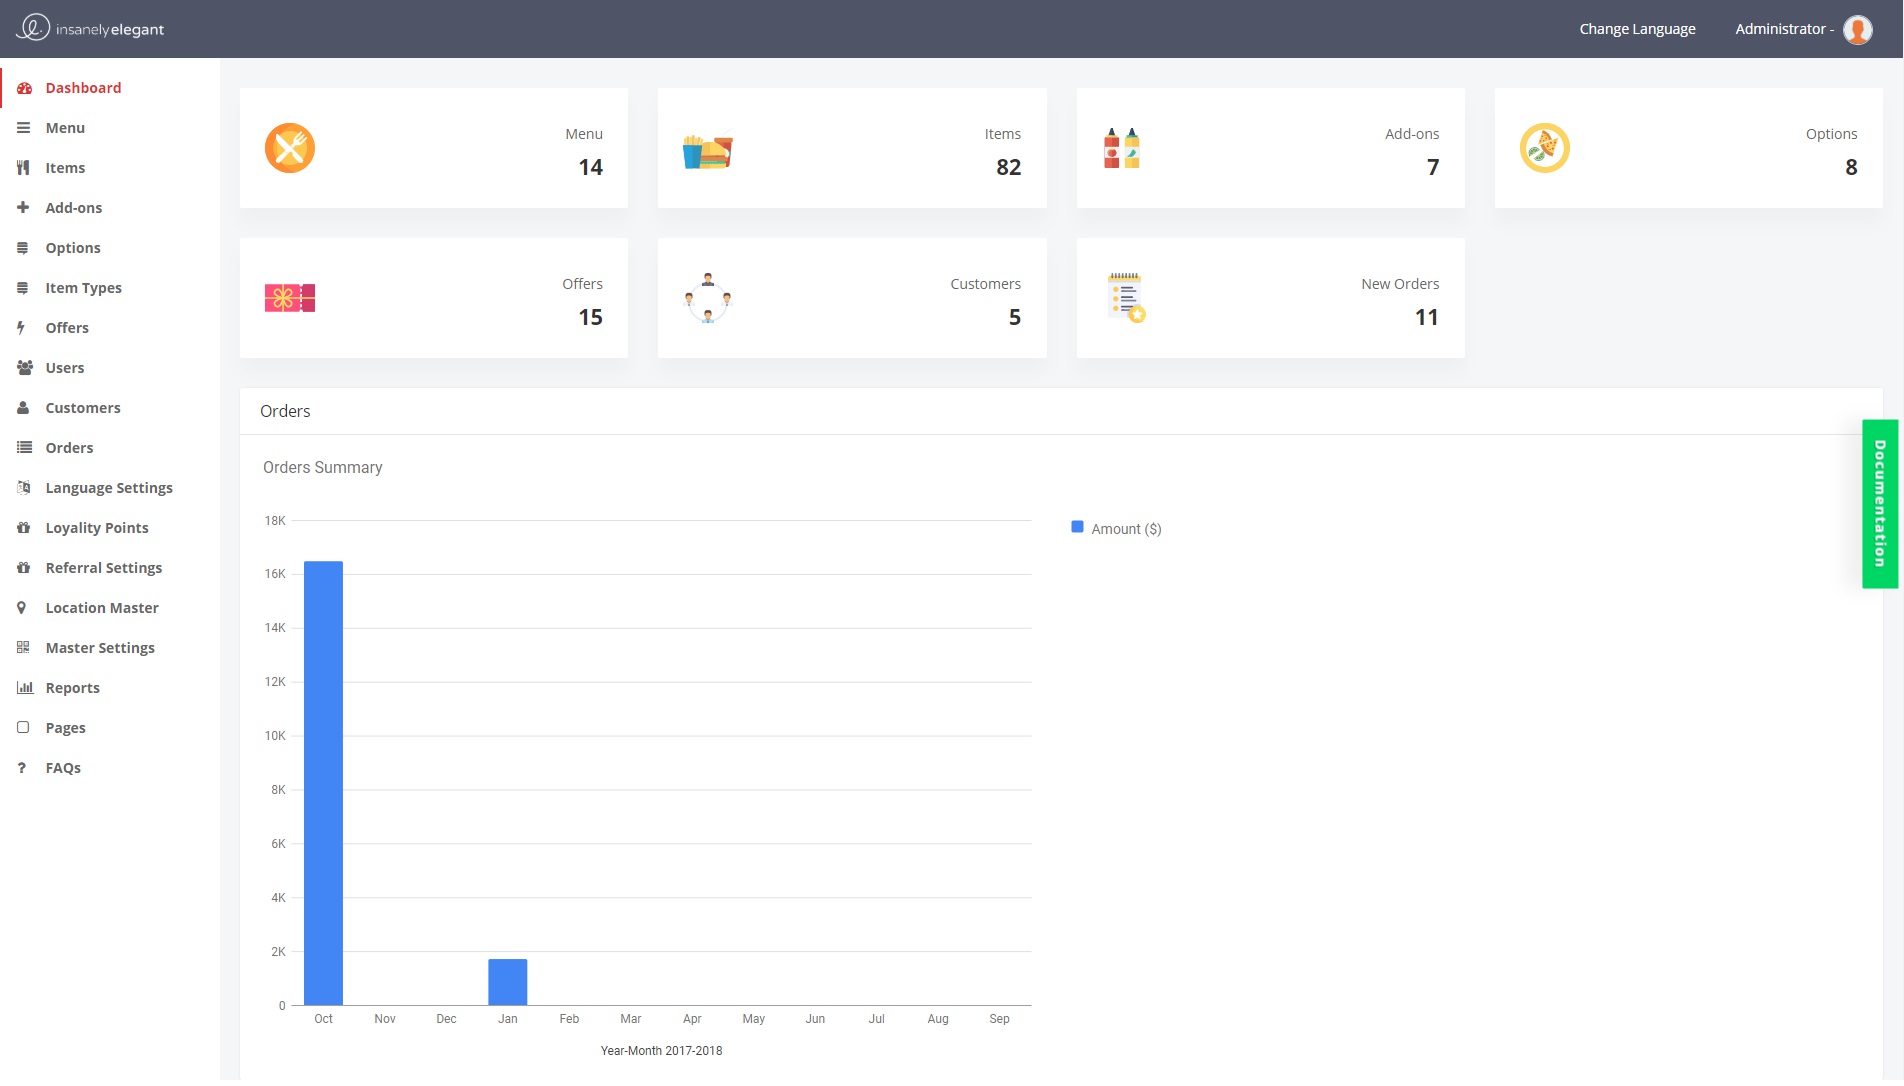 insanelyelegant
Change Language
Administrator -
Dashboard
Menu
Items
Add-ons
Options
Item Types
Offers
Users
Customers
Orders
Language Settings
Loyality Points
Referral Settings
Location Master
Master Settings
Reports
Pages
FAQs
Menu
14
Items
82
Add-ons
7
Options
8
Offers
15
Customers
5
New Orders
11
Orders
Orders Summary
18K
16K
14K
12K
10K
8K
6K
4K
2K
0
Oct Nov Dec Jan Feb Mar Apr May Jun Jul Aug Sep
Year-Month 2017-2018
Amount ($)
Documentation